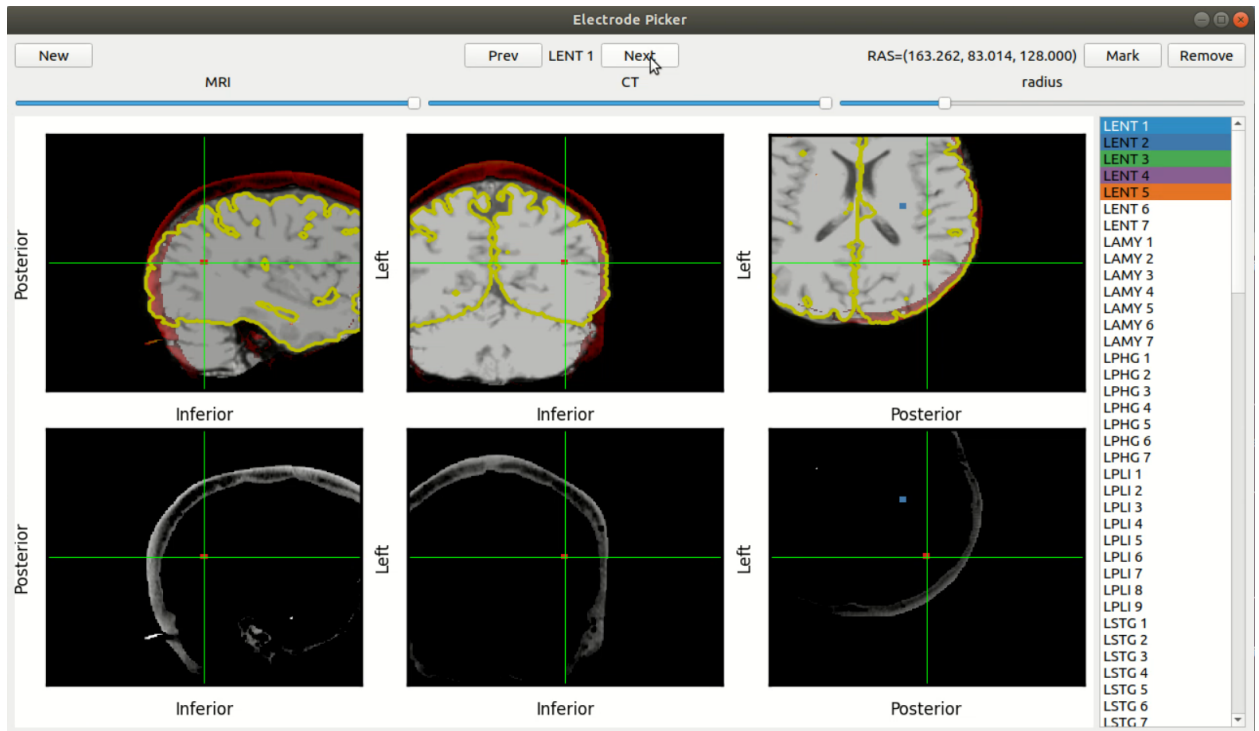 Electrode Picker
New
Prev
LENT 1
Next
RAS=(163.262, 83.014, 128.000)
Mark
Remove
MRI
CT
radius
Posterior
Inferior
Left
Inferior
Left
Posterior
Posterior
Inferior
Left
Inferior
Left
Posterior
LENT 1
LENT 2
LENT 3
LENT 4
LENT 5
LENT 6
LENT 7
LAMY 1
LAMY 2
LAMY 3
LAMY 4
LAMY 5
LAMY 6
LAMY 7
LPHG 1
LPHG 2
LPHG 3
LPHG 4
LPHG 5
LPHG 6
LPHG 7
LPLI 1
LPLI 2
LPLI 3
LPLI 4
LPLI 5
LPLI 6
LPLI 7
LPLI 8
LPLI 9
LSTG 1
LSTG 2
LSTG 3
LSTG 4
LSTG 5
LSTG 6
LSTG 7